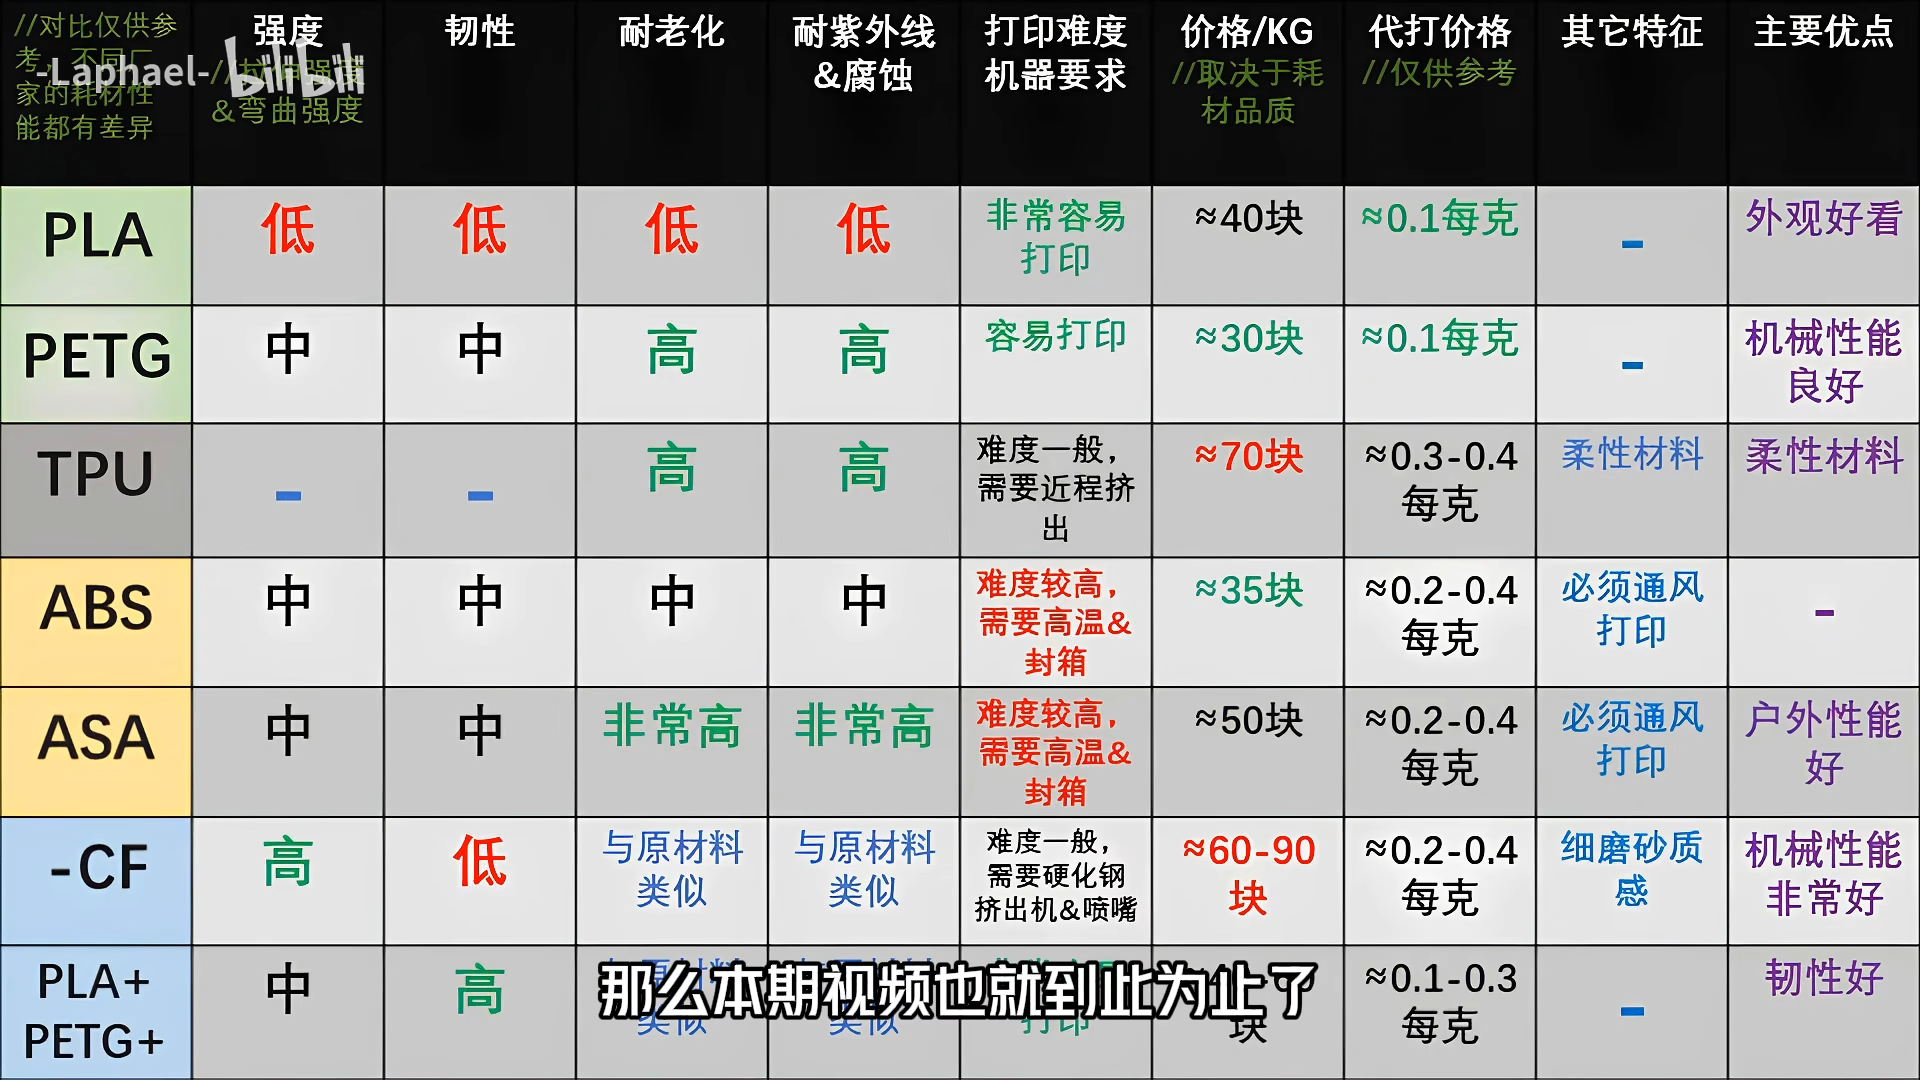 //对比仅供参
考，不同厂
家的耗材性
能都有差异
-Laphael- bilibili
强度
//拉伸强度
&弯曲强度
韧性
耐老化
耐紫外线
&腐蚀
打印难度
机器要求
价格/KG
//取决于耗
材品质
代打价格
//仅供参考
其它特征
主要优点
PLA
低
低
低
低
非常容易
打印
≈40块
≈0.1每克
-
外观好看
PETG
中
中
高
高
容易打印
≈30块
≈0.1每克
-
机械性能
良好
TPU
-
-
高
高
难度一般，
需要近程挤
出
≈70块
≈0.3-0.4
每克
柔性材料
柔性材料
ABS
中
中
中
中
难度较高，
需要高温&
封箱
≈35块
≈0.2-0.4
每克
必须通风
打印
-
ASA
中
中
非常高
非常高
难度较高，
需要高温&
封箱
≈50块
≈0.2-0.4
每克
必须通风
打印
户外性能
好
-CF
高
低
与原材料
类似
与原材料
类似
难度一般，
需要硬化钢
挤出机&喷嘴
≈60-90
块
≈0.2-0.4
每克
细磨砂质
感
机械性能
非常好
PLA+
PETG+
中
高
与原材料
类似
与原材料
类似
打印
块
≈0.1-0.3
每克
-
韧性好
那么本期视频也就到此为止了